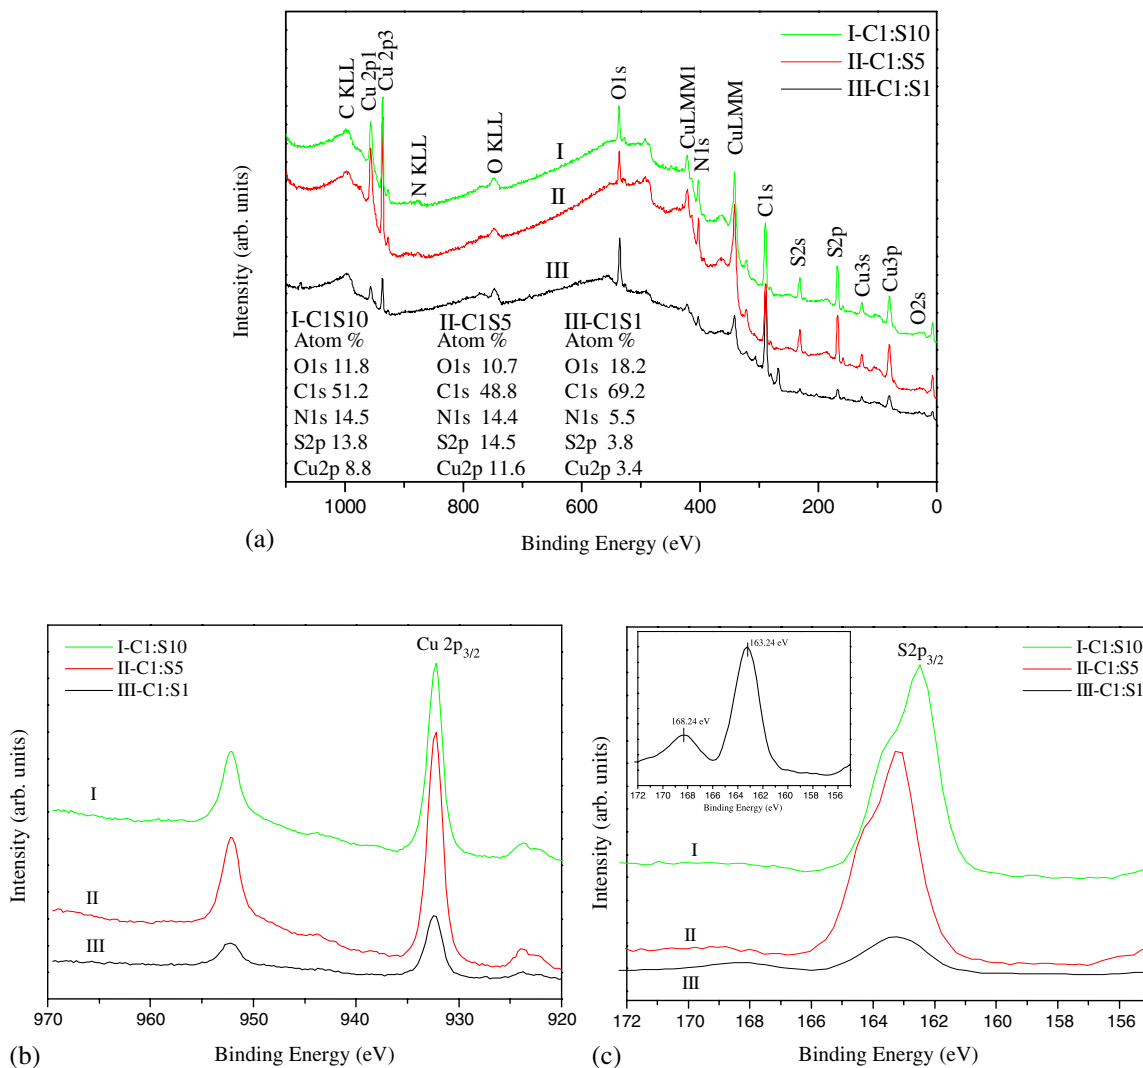 I-C1:S10
II-C1:S5
III-C1:S1
C KLL
Cu 2p1
Cu 2p3
N KLL
O KLL
O1s
CuLMM1
N1s
CuLMM
C1s
S2s
S2p
Cu3s
Cu3p
O2s
I
II
III
Intensity (arb. units)
I-C1S10 II-C1S5 III-C1S1
Atom % Atom % Atom %
O1s 11.8 O1s 10.7 O1s 18.2
C1s 51.2 C1s 48.8 C1s 69.2
N1s 14.5 N1s 14.4 N1s 5.5
S2p 13.8 S2p 14.5 S2p 3.8
Cu2p 8.8 Cu2p 11.6 Cu2p 3.4
1000 800 600 400 200 0
(a)
Binding Energy (eV)
I-C1:S10
II-C1:S5
III-C1:S1
Cu 2p3/2
I
II
III
Intensity (arb. units)
970 960 950 940 930 920
(b)
Binding Energy (eV)
163.24 eV
168.24 eV
172 170 168 166 164 162 160 158 156
Binding Energy (eV)
S2p3/2
I-C1:S10
II-C1:S5
III-C1:S1
I
II
III
Intensity (arb. units)
172 170 168 166 164 162 160 158 156
(c)
Binding Energy (eV)